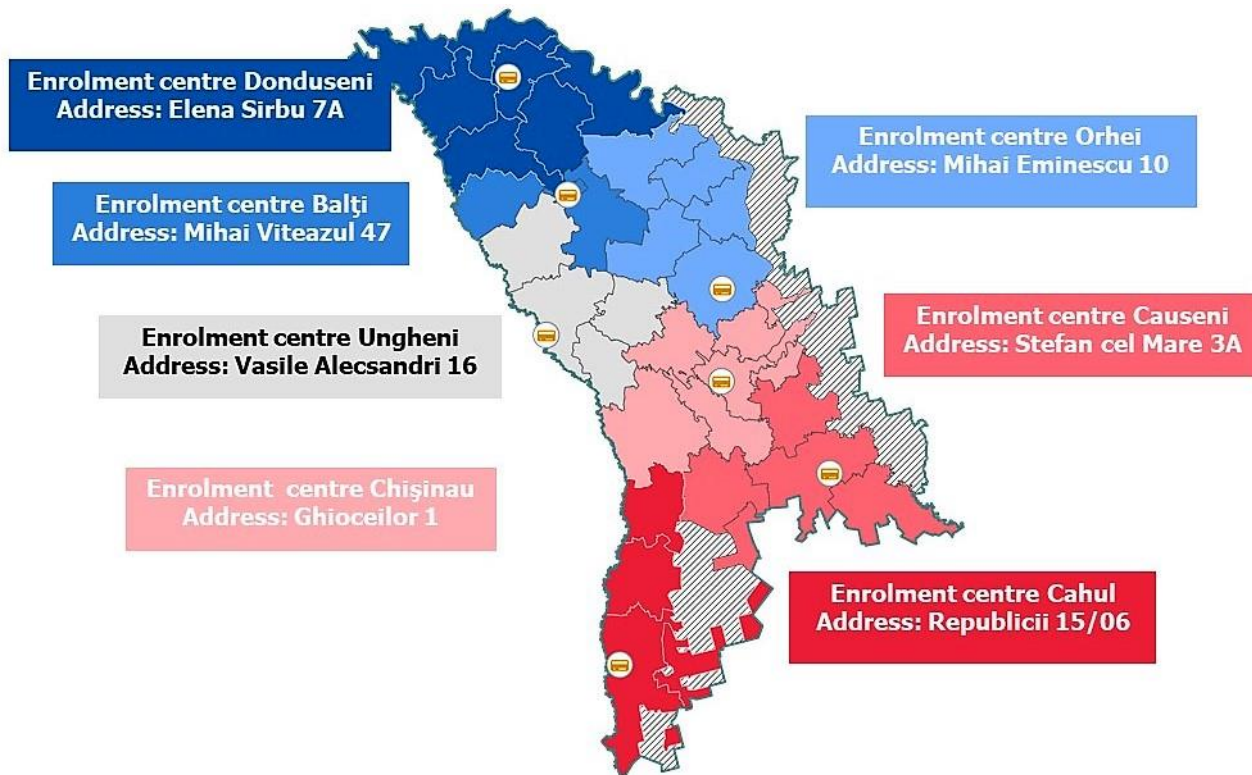 Enrolment centre Donduseni
Address: Elena Sirbu 7A
Enrolment centre Orhei
Address: Mihai Eminescu 10
Enrolment centre Balţi
Address: Mihai Viteazul 47
Enrolment centre Causeni
Address: Stefan cel Mare 3A
Enrolment centre Ungheni
Address: Vasile Alecsandri 16
Enrolment centre Chişinau
Address: Ghioceilor 1
Enrolment centre Cahul
Address: Republicii 15/06